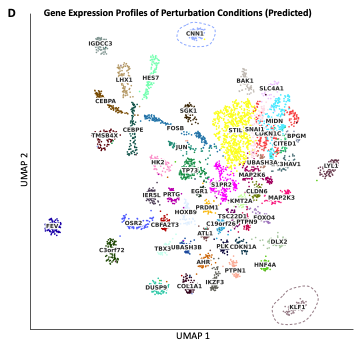 D Gene Expression Profiles of Perturbation Conditions (Predicted)
CNN1
IGDCC3
HES7
LHX1
BAK1
SLC4A1
CEBPA
SGK1
MIDN
FOSB
CEBPE
STIL
SNAI1
CDKN1C
TMSB4X
BPGM
CITED1
JUN
HK2
UBASH3A
TP73
LYL1
MAP2K6
S1PR2
IER5L
PRTG
EGR1
CLDN6
MAP2K3
KMT2A
PRDM1
HOXB9
TSC22D1
FOXO4
FEV
OSR2
CBFA2T3
C19orf26
PTPN9
ATL1
C3orf72
TBX3
UBASH3B
PLK
CDKN1A
DLX2
AHR
PTPN1
HNF4A
DUSP9
COL1A1
IKZF3
KLF1
UMAP 2
UMAP 1